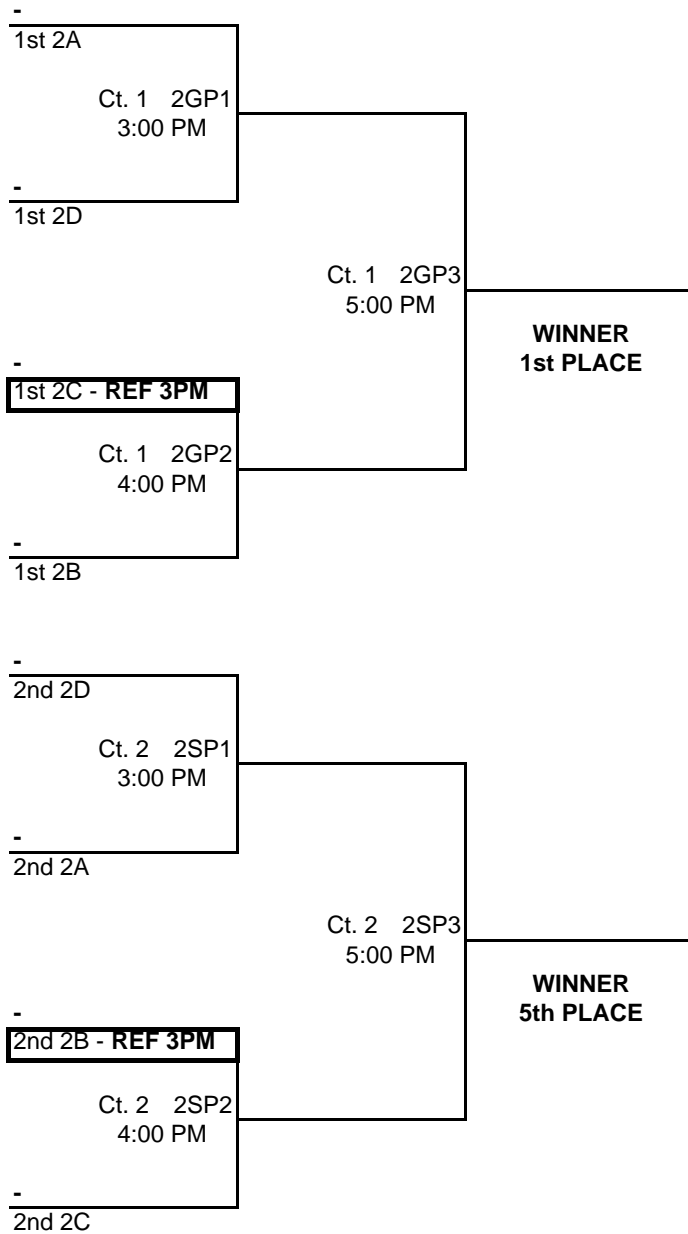 -
1st 2A
Ct. 1 2GP1
3:00 PM
-
1st 2D
Ct. 1 2GP3
5:00 PM
WINNER
1st PLACE
-
1st 2C - REF 3PM
Ct. 1 2GP2
4:00 PM
-
1st 2B
-
2nd 2D
Ct. 2 2SP1
3:00 PM
-
2nd 2A
Ct. 2 2SP3
5:00 PM
WINNER
5th PLACE
-
2nd 2B - REF 3PM
Ct. 2 2SP2
4:00 PM
-
2nd 2C